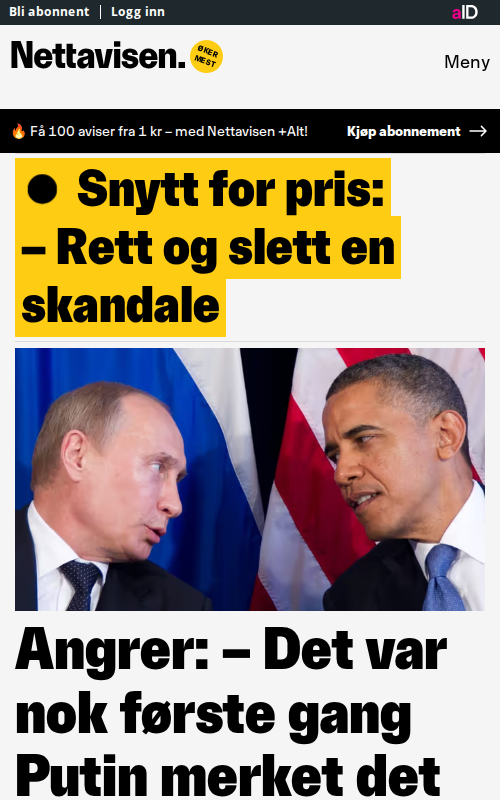 Bli abonnent | Logg inn
aID
Nettavisen.
ØKER
MEST
Meny
🔥 Få 100 aviser fra 1 kr – med Nettavisen +Alt!
Kjøp abonnement →
● Snytt for pris:
– Rett og slett en
skandale
Angrer: – Det var
nok første gang
Putin merket det